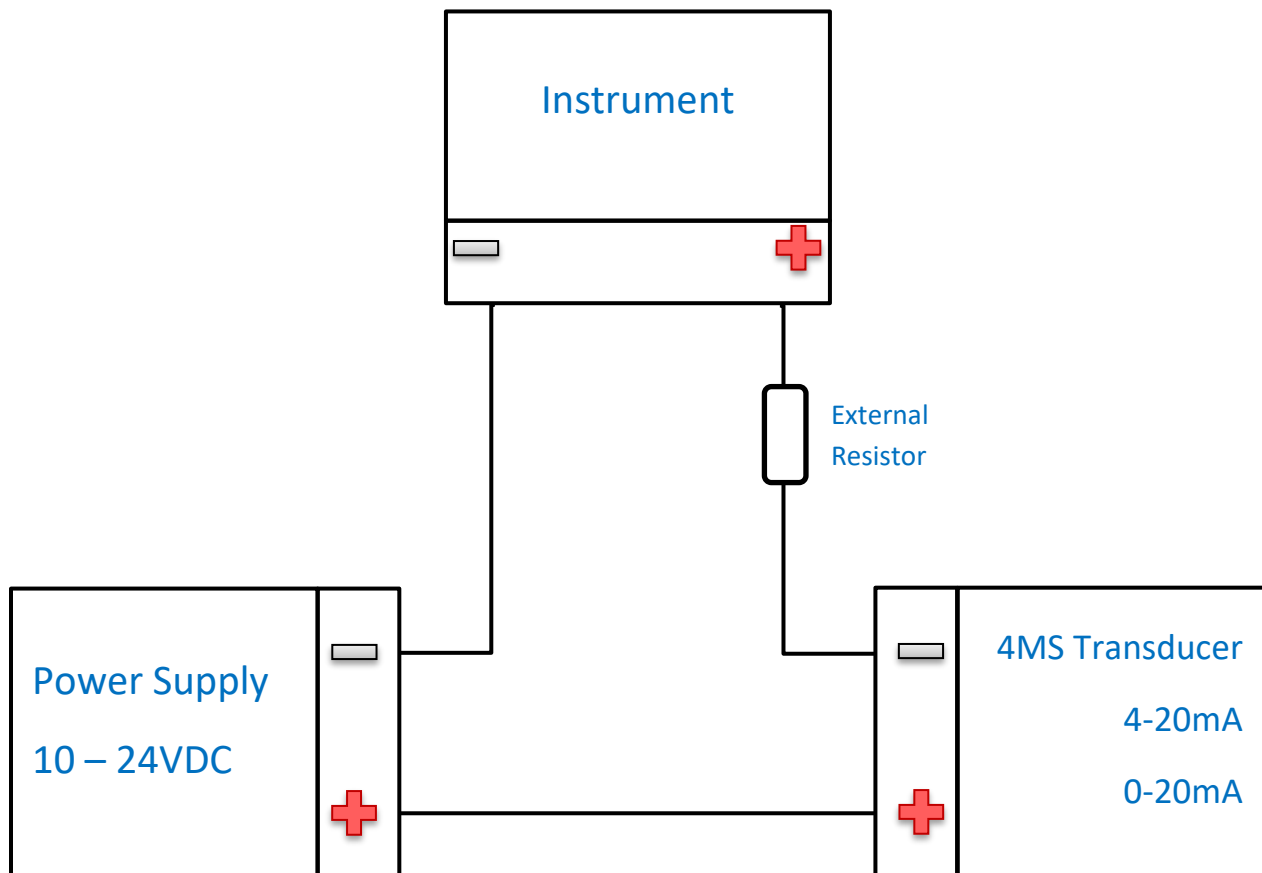 Instrument
External
Resistor
Power Supply
10 – 24VDC
4MS Transducer
4-20mA
0-20mA